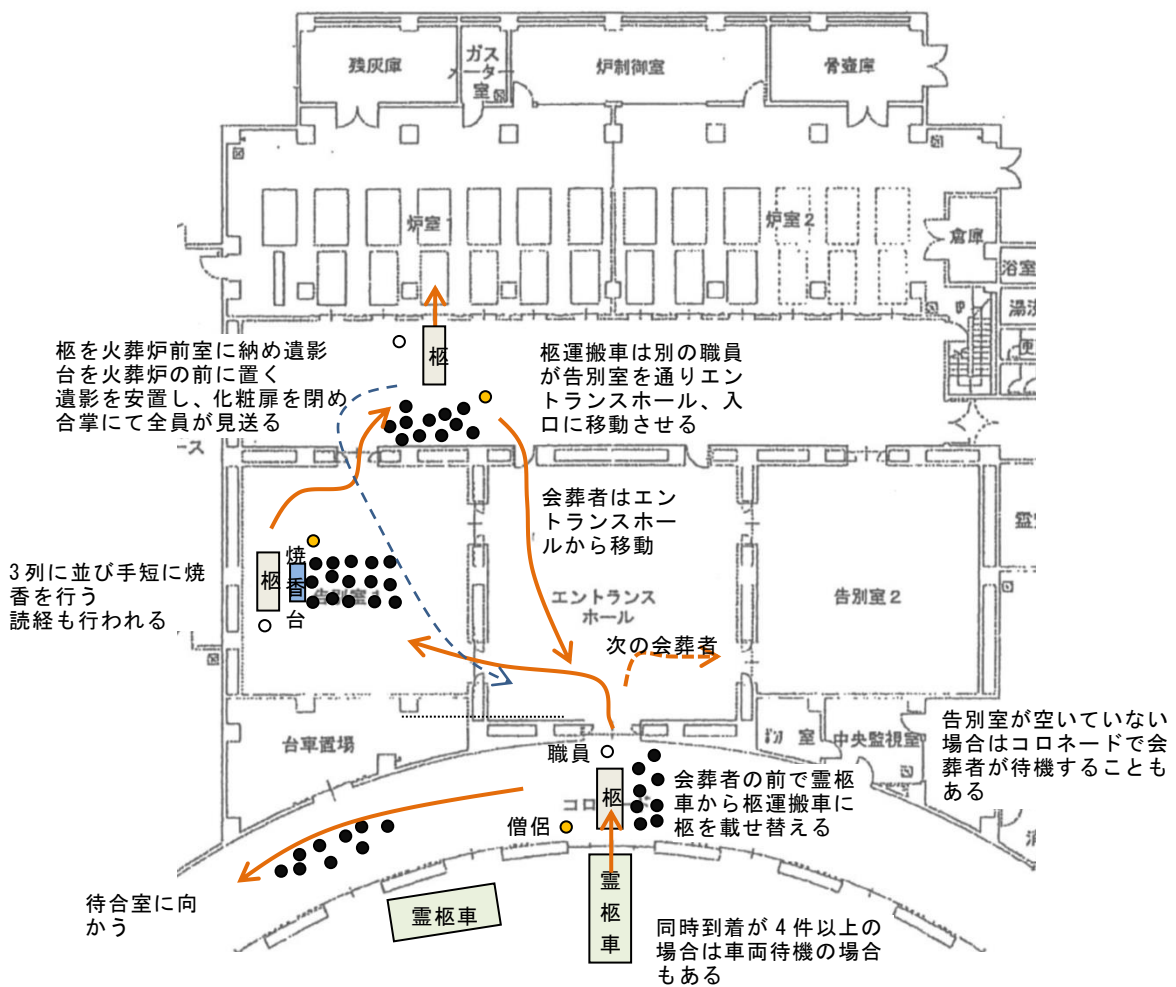 残灰庫
ガス
メーター
室
炉制御室
骨壺庫
炉室1
炉室2
倉庫
浴室
湯沸
更
柩を火葬炉前室に納め遺影
台を火葬炉の前に置く
遺影を安置し、化粧扉を閉め
合掌にて全員が見送る
柩
柩運搬車は別の職員
が告別室を通りエン
トランスホール、入
口に移動させる
ース
会葬者はエン
トランスホー
ルから移動
3列に並び手短に焼
香を行う
読経も行われる
柩
焼香台
告別室1
エントランス
ホール
告別室2
次の会葬者
台車置場
職員
室
中央監視室
告別室が空いていない
場合はコロネードで会
葬者が待機することも
ある
コロ
柩
会葬者の前で霊柩
車から柩運搬車に
柩を載せ替える
僧侶
待合室に向
かう
霊柩車
霊柩車
同時到着が4件以上の
場合は車両待機の場合
もある